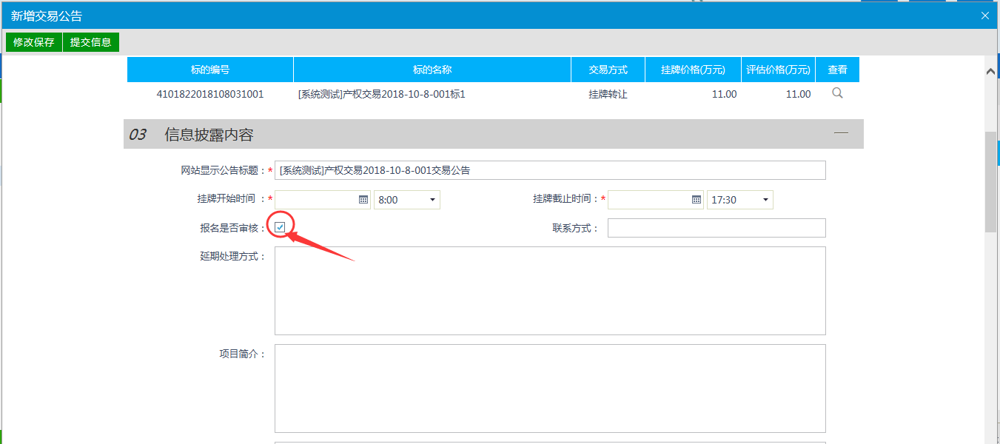 新增交易公告
修改保存 提交信息
标的编号 标的名称 交易方式 挂牌价格(万元) 评估价格(万元) 查看
4101822018108031001 [系统测试]产权交易2018-10-8-001标1 挂牌转让 11.00 11.00
03 信息披露内容
网站显示公告标题：* [系统测试]产权交易2018-10-8-001交易公告
挂牌开始时间 ：* 8:00 挂牌截止时间：* 17:30
报名是否审核： 联系方式：
延期处理方式：
项目简介：